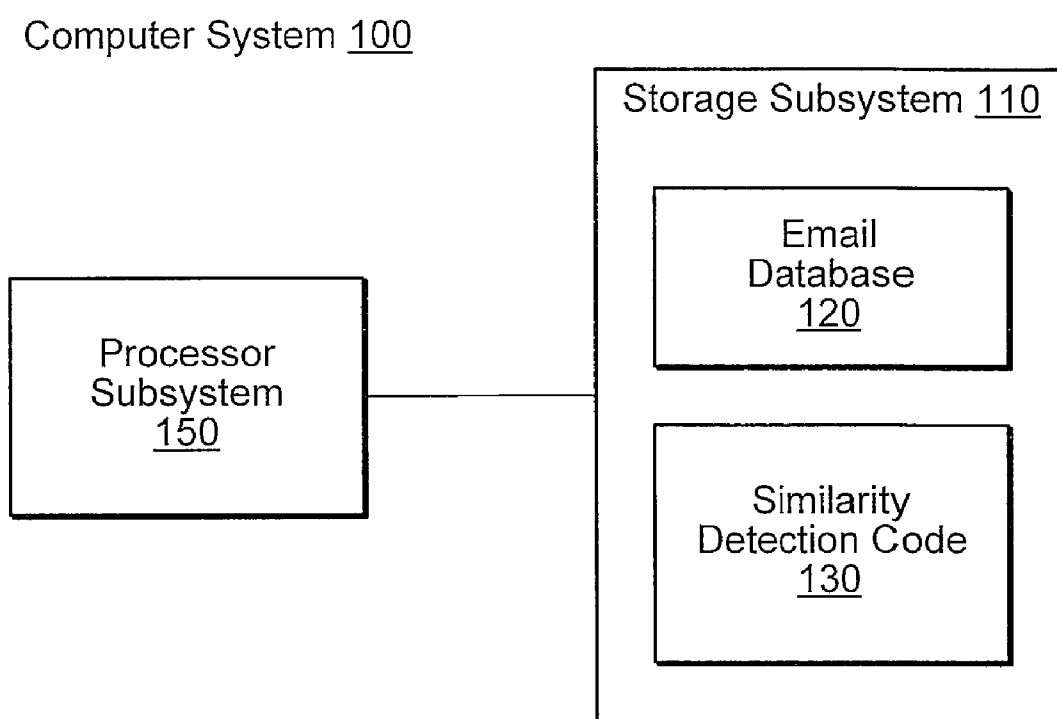 Computer System 100
Storage Subsystem 110
Email
Database
120
Processor
Subsystem
150
Similarity
Detection Code
130